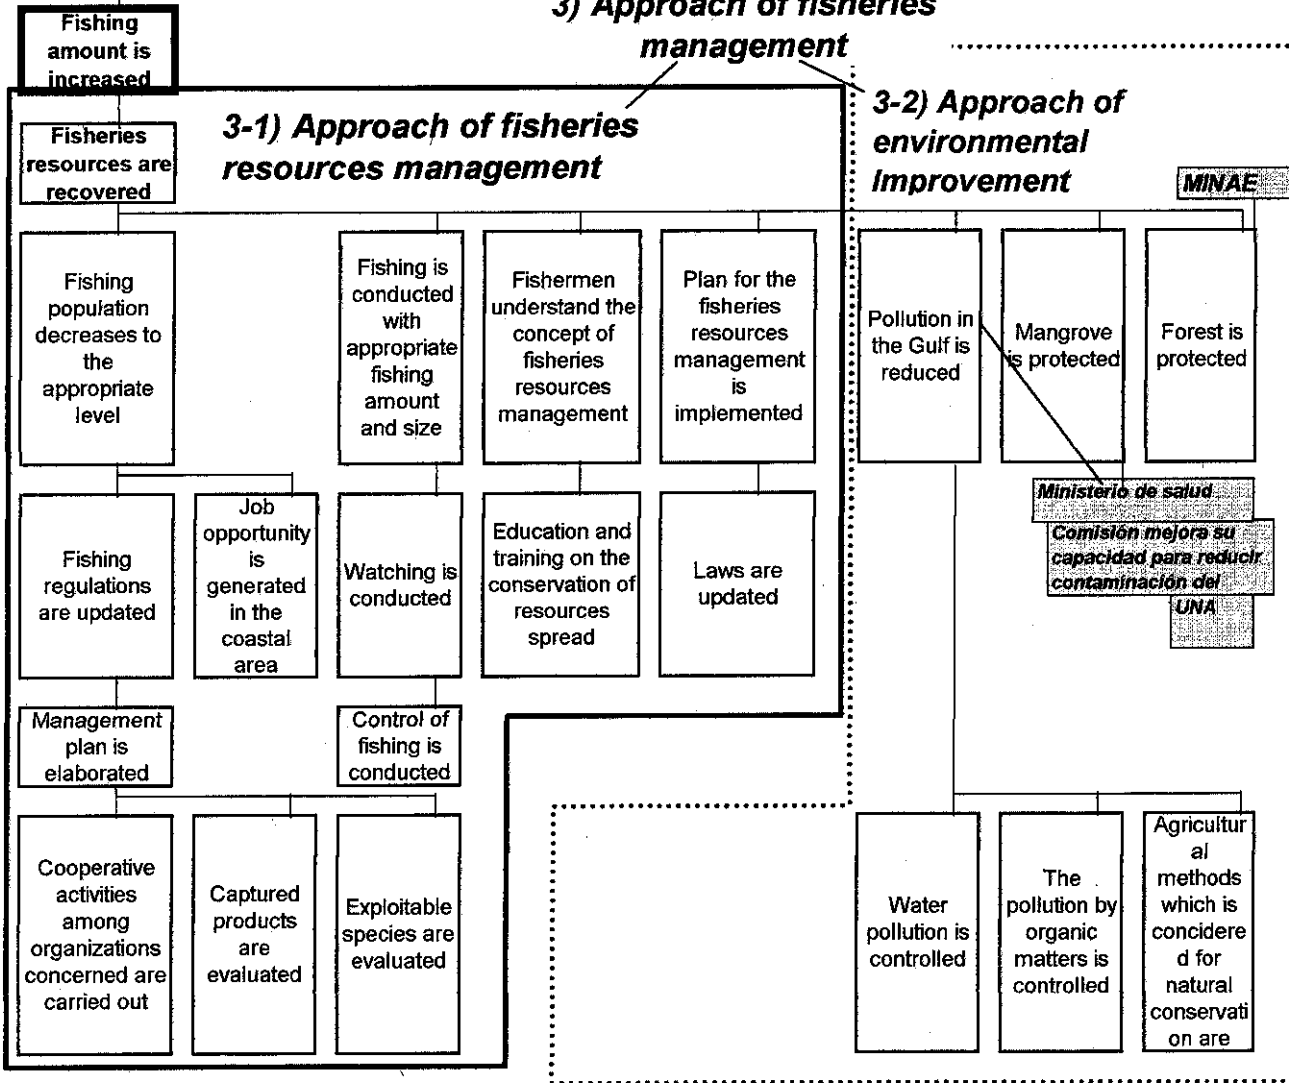 3) Approach of fisheries
management
Fishing
amount is
increased
3-1) Approach of fisheries
resources management
3-2) Approach of
environmental
Improvement
MINAE
Fisheries
resources are
recovered
Fishing
population
decreases to
the
appropriate
level
Fishing is
conducted
with
appropriate
fishing
amount
and size
Fishermen
understand the
concept of
fisheries
resources
management
Plan for the
fisheries
resources
management
is
implemented
Pollution in
the Gulf is
reduced
Mangrove
is protected
Forest is
protected
Ministerio de salud
Comisión mejora su
capacidad para reducir
contaminación del
UNA
Fishing
regulations
are updated
Job
opportunity
is
generated
in the
coastal
area
Watching is
conducted
Education and
training on the
conservation of
resources
spread
Laws are
updated
Management
plan is
elaborated
Control of
fishing is
conducted
Cooperative
activities
among
organizations
concerned are
carried out
Captured
products
are
evaluated
Exploitable
species are
evaluated
Water
pollution is
controlled
The
pollution by
organic
matters is
controlled
Agricultur
al
methods
which is
concidere
d for
natural
conservati
on are